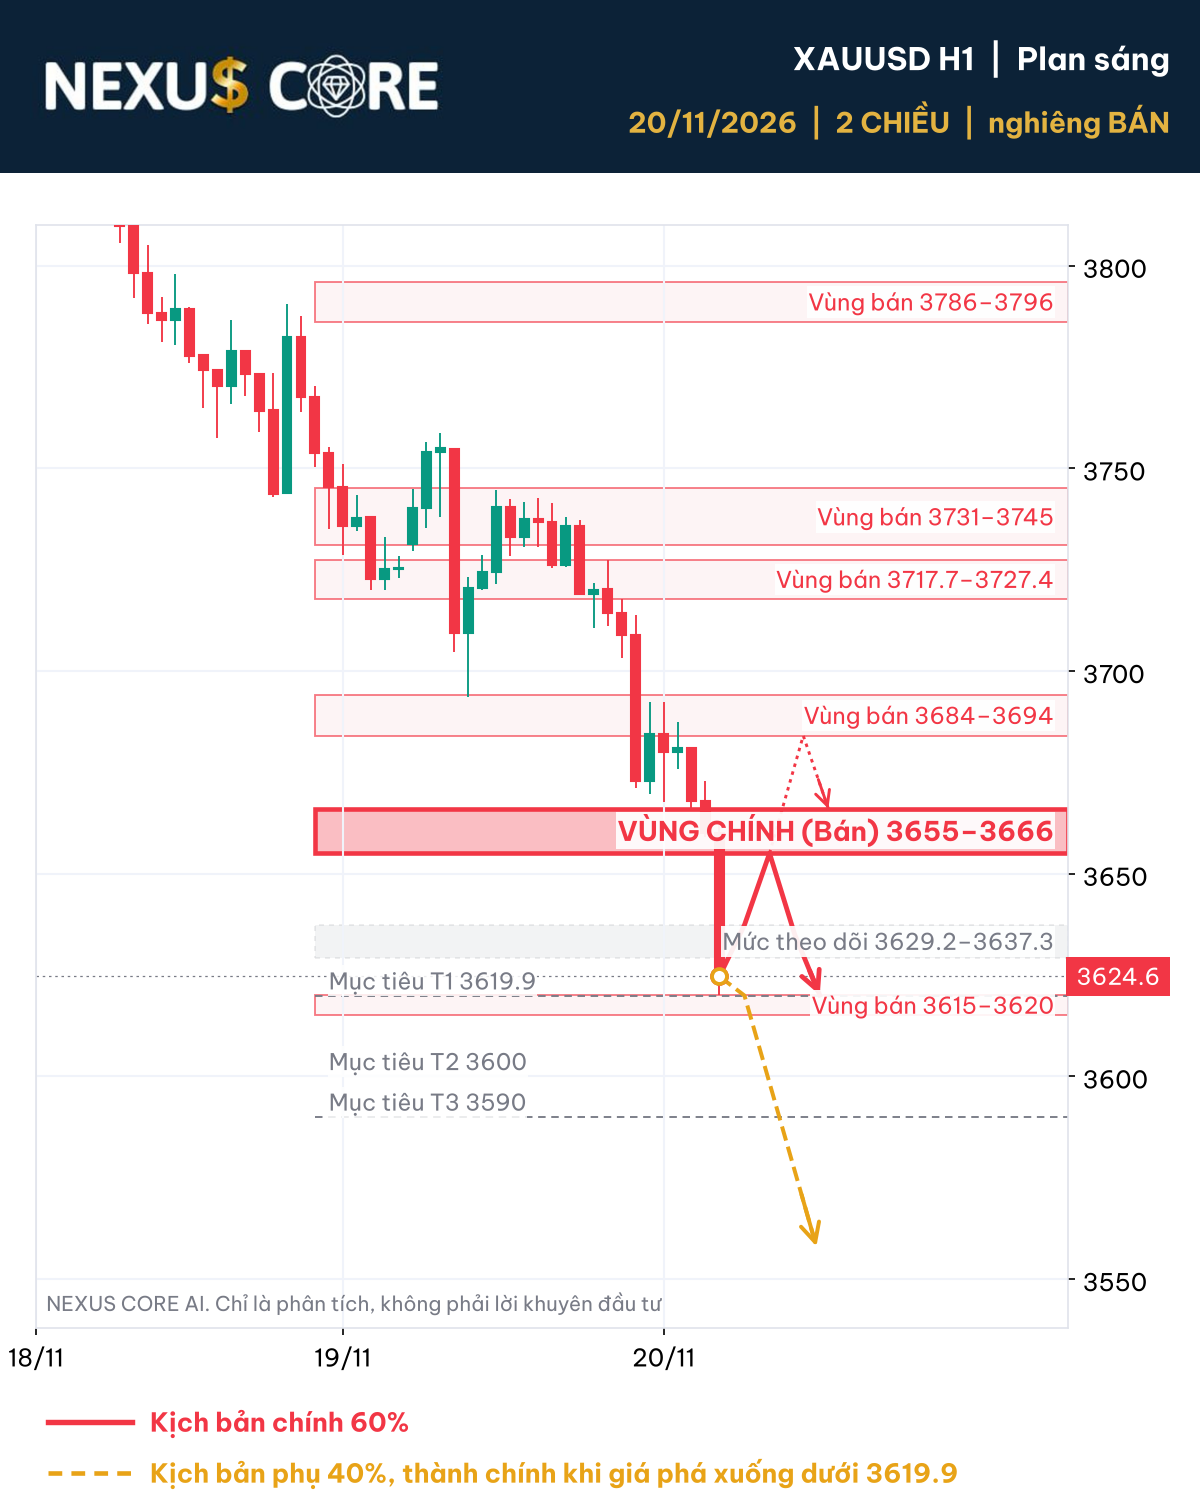 NEXU$ CORE
XAUUSD H1 | Plan sáng
20/11/2026 | 2 CHIỀU | nghiêng BÁN
3800
Vùng bán 3786–3796
3750
Vùng bán 3731–3745
Vùng bán 3717.7–3727.4
3700
Vùng bán 3684–3694
VÙNG CHÍNH (Bán) 3655–3666
3650
Mức theo dõi 3629.2–3637.3
Mục tiêu T1 3619.9
3624.6
Vùng bán 3615–3620
Mục tiêu T2 3600
3600
Mục tiêu T3 3590
3550
NEXUS CORE AI. Chỉ là phân tích, không phải lời khuyên đầu tư
18/11 19/11 20/11
Kịch bản chính 60%
Kịch bản phụ 40%, thành chính khi giá phá xuống dưới 3619.9